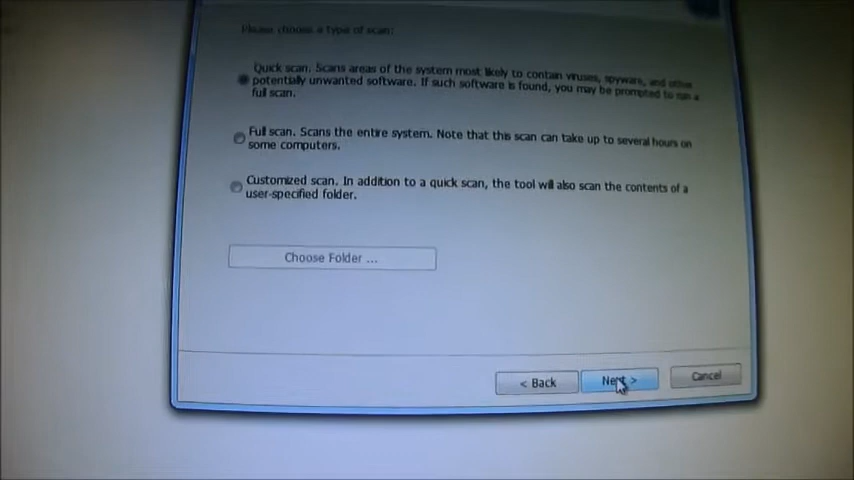 Please choose a type of scan:
Quick scan. Scans areas of the system most likely to contain viruses, spyware, and other
potentially unwanted software. If such software is found, you may be prompted to run a
full scan.
Full scan. Scans the entire system. Note that this scan can take up to several hours on
some computers.
Customized scan. In addition to a quick scan, the tool will also scan the contents of a
user-specified folder.
Choose Folder ...
< Back
Next >
Cancel